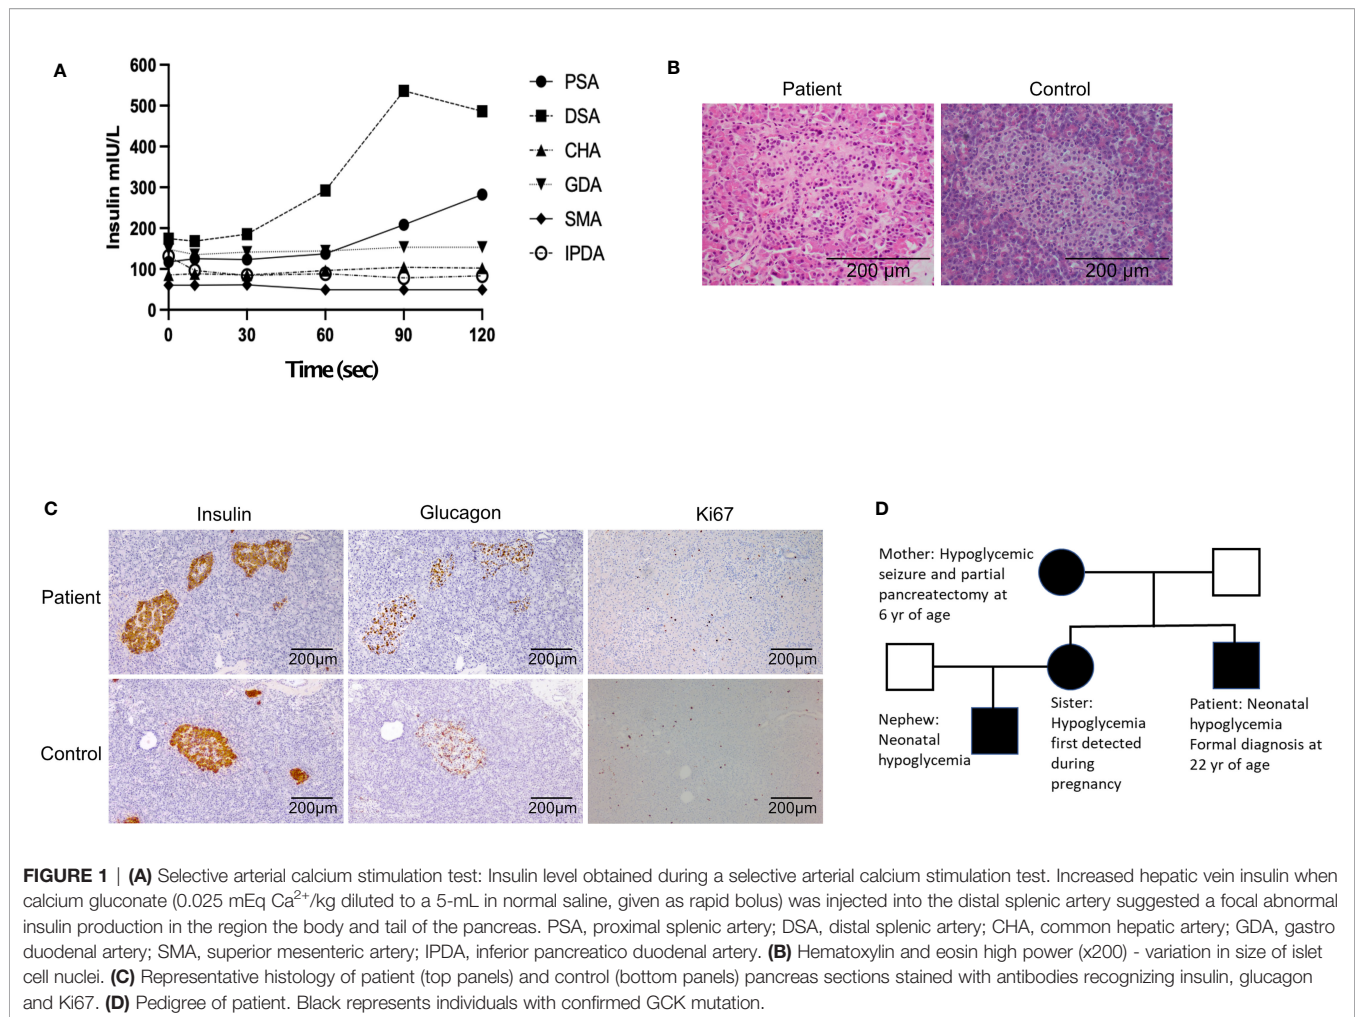 A
600
500
400
300
200
100
0
Insulin mIU/L
0
30
60
90
120
Time (sec)
PSA
DSA
CHA
GDA
SMA
IPDA
B
Patient
Control
200 µm
200 µm
C
Insulin
Glucagon
Ki67
Patient
200µm
200µm
200µm
Control
200µm
200µm
200µm
D
Mother: Hypoglycemic
seizure and partial
pancreatectomy at
6 yr of age
Nephew:
Neonatal
hypoglycemia
Sister:
Hypoglycemia
first detected
during
pregnancy
Patient: Neonatal
hypoglycemia
Formal diagnosis at
22 yr of age
FIGURE 1 | (A) Selective arterial calcium stimulation test: Insulin level obtained during a selective arterial calcium stimulation test. Increased hepatic vein insulin when
calcium gluconate (0.025 mEq Ca²⁺/kg diluted to a 5-mL in normal saline, given as rapid bolus) was injected into the distal splenic artery suggested a focal abnormal
insulin production in the region the body and tail of the pancreas. PSA, proximal splenic artery; DSA, distal splenic artery; CHA, common hepatic artery; GDA, gastro
duodenal artery; SMA, superior mesenteric artery; IPDA, inferior pancreatico duodenal artery. (B) Hematoxylin and eosin high power (x200) - variation in size of islet
cell nuclei. (C) Representative histology of patient (top panels) and control (bottom panels) pancreas sections stained with antibodies recognizing insulin, glucagon
and Ki67. (D) Pedigree of patient. Black represents individuals with confirmed GCK mutation.